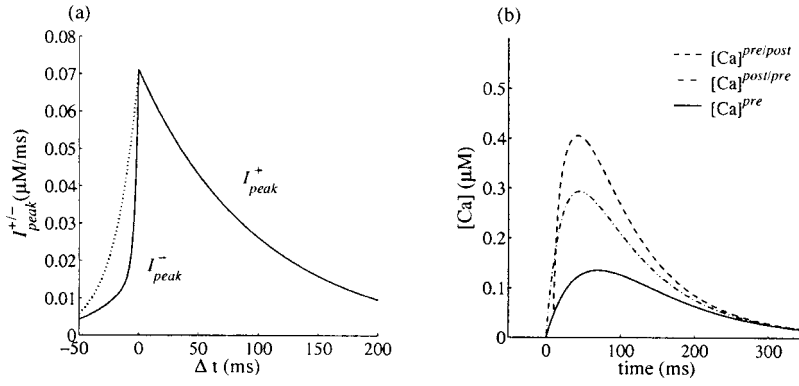 (a)
0.08
0.07
0.06
0.05
0.04
0.03
0.02
0.01
0
I^{+/-}_{peak}(µM/ms)
I^{+}_{peak}
I^{-}_{peak}
−50 0 50 100 150 200
Δ t (ms)
(b)
0.5
0.4
0.3
0.2
0.1
0
[Ca] (µM)
[Ca]^{pre/post}
[Ca]^{post/pre}
[Ca]^{pre}
0 100 200 300
time (ms)